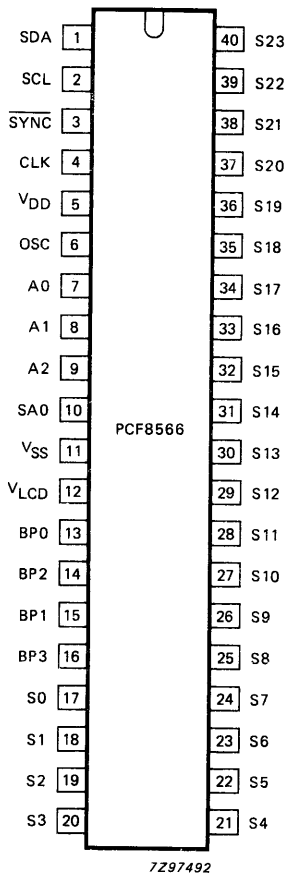 SDA 1 40 S23
SCL 2 39 S22
SYNC 3 38 S21
CLK 4 37 S20
VDD 5 36 S19
OSC 6 35 S18
A0 7 34 S17
A1 8 33 S16
A2 9 32 S15
SA0 10 31 S14
PCF8566
VSS 11 30 S13
VLCD 12 29 S12
BP0 13 28 S11
BP2 14 27 S10
BP1 15 26 S9
BP3 16 25 S8
S0 17 24 S7
S1 18 23 S6
S2 19 22 S5
S3 20 21 S4
7Z97492